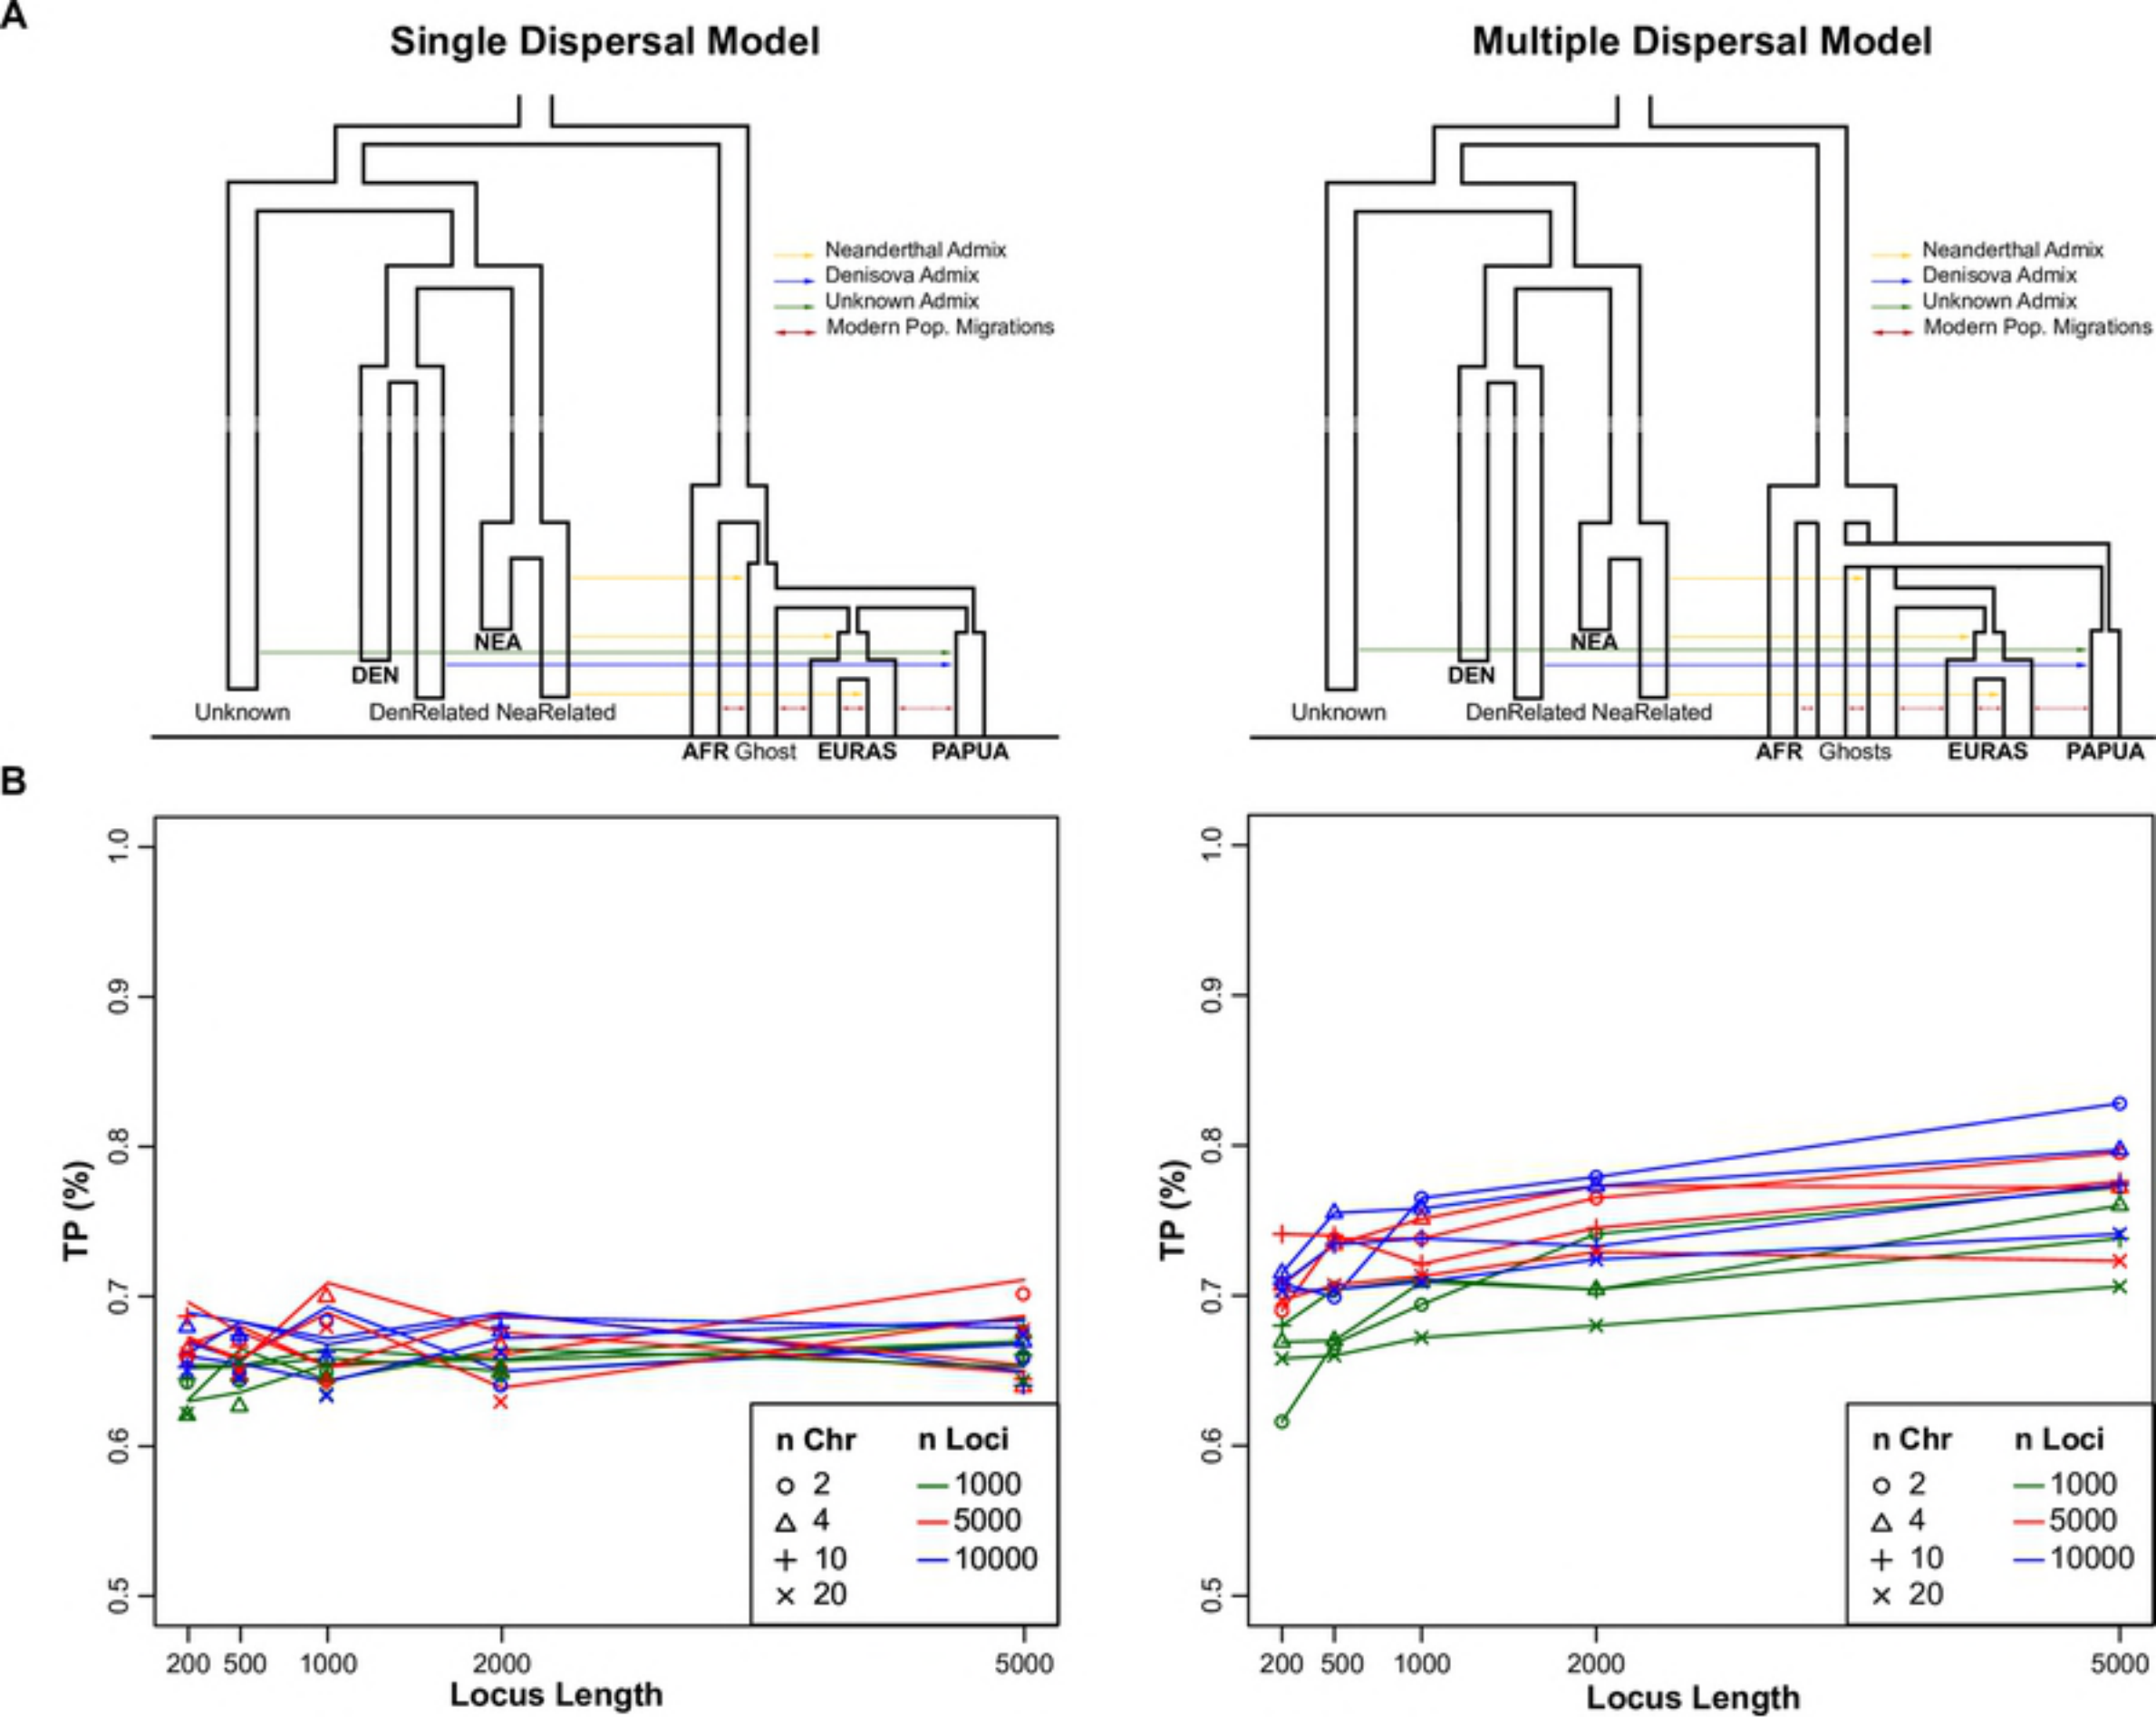 A
Single Dispersal Model
Multiple Dispersal Model
Neanderthal Admix
Denisova Admix
Unknown Admix
Modern Pop. Migrations
NEA
DEN
Unknown
DenRelated NeaRelated
AFR Ghost EURAS PAPUA
Neanderthal Admix
Denisova Admix
Unknown Admix
Modern Pop. Migrations
NEA
DEN
Unknown
DenRelated NeaRelated
AFR Ghosts EURAS PAPUA
B
TP (%)
1.0
0.9
0.8
0.7
0.6
0.5
n Chr n Loci
2 1000
4 5000
10 10000
20
200 500 1000 2000 5000
Locus Length
TP (%)
1.0
0.9
0.8
0.7
0.6
0.5
n Chr n Loci
2 1000
4 5000
10 10000
20
200 500 1000 2000 5000
Locus Length